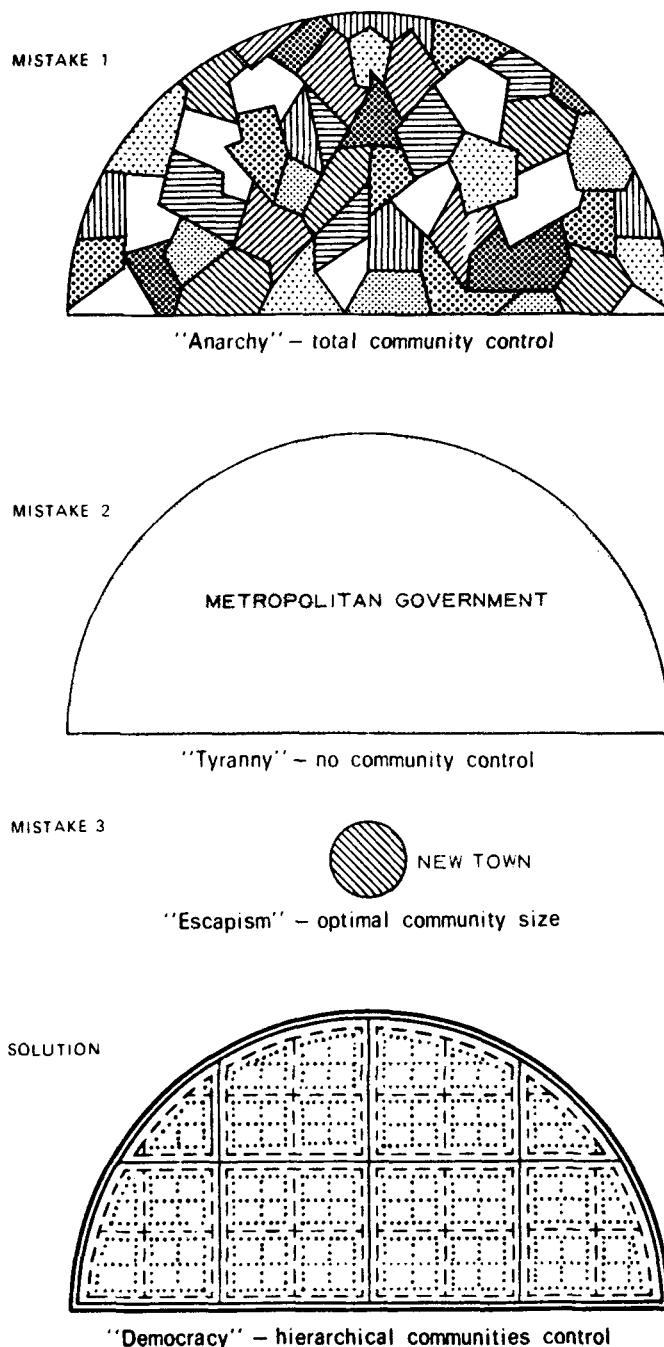 MISTAKE 1
"Anarchy" – total community control
MISTAKE 2
METROPOLITAN GOVERNMENT
"Tyranny" – no community control
MISTAKE 3
NEW TOWN
"Escapism" – optimal community size
SOLUTION
"Democracy" – hierarchical communities control